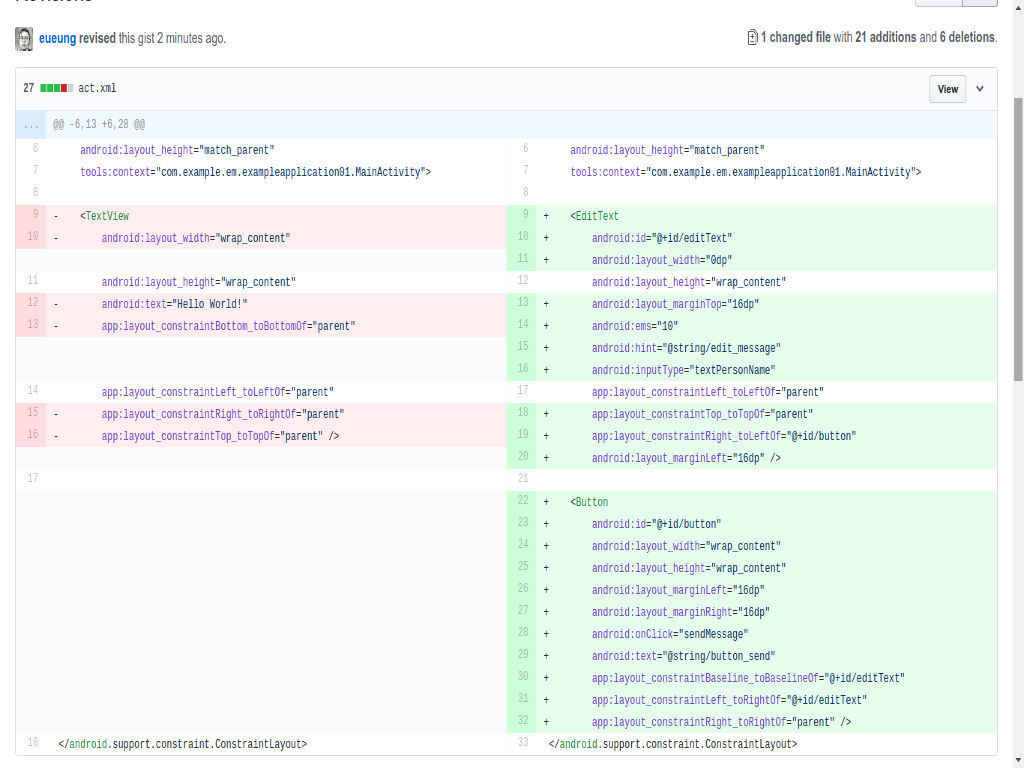 eueung revised this gist 2 minutes ago.
1 changed file with 21 additions and 6 deletions.
27 act.xml
View
... @@ -6,13 +6,28 @@
6 android:layout_height="match_parent"
7 tools:context="com.example.em.exampleapplication01.MainActivity">
8
9 - <TextView
10 - android:layout_width="wrap_content"
11 android:layout_height="wrap_content"
12 - android:text="Hello World!"
13 - app:layout_constraintBottom_toBottomOf="parent"
14 app:layout_constraintLeft_toLeftOf="parent"
15 - app:layout_constraintRight_toRightOf="parent"
16 - app:layout_constraintTop_toTopOf="parent" />
17
18 </android.support.constraint.ConstraintLayout>
6 android:layout_height="match_parent"
7 tools:context="com.example.em.exampleapplication01.MainActivity">
8
9 + <EditText
10 + android:id="@+id/editText"
11 + android:layout_width="0dp"
12 android:layout_height="wrap_content"
13 + android:layout_marginTop="16dp"
14 + android:ems="10"
15 + android:hint="@string/edit_message"
16 + android:inputType="textPersonName"
17 app:layout_constraintLeft_toLeftOf="parent"
18 + app:layout_constraintTop_toTopOf="parent"
19 + app:layout_constraintRight_toLeftOf="@+id/button"
20 + android:layout_marginLeft="16dp" />
21
22 + <Button
23 + android:id="@+id/button"
24 + android:layout_width="wrap_content"
25 + android:layout_height="wrap_content"
26 + android:layout_marginLeft="16dp"
27 + android:layout_marginRight="16dp"
28 + android:onClick="sendMessage"
29 + android:text="@string/button_send"
30 + app:layout_constraintBaseline_toBaselineOf="@+id/editText"
31 + app:layout_constraintLeft_toRightOf="@+id/editText"
32 + app:layout_constraintRight_toRightOf="parent" />
33 </android.support.constraint.ConstraintLayout>